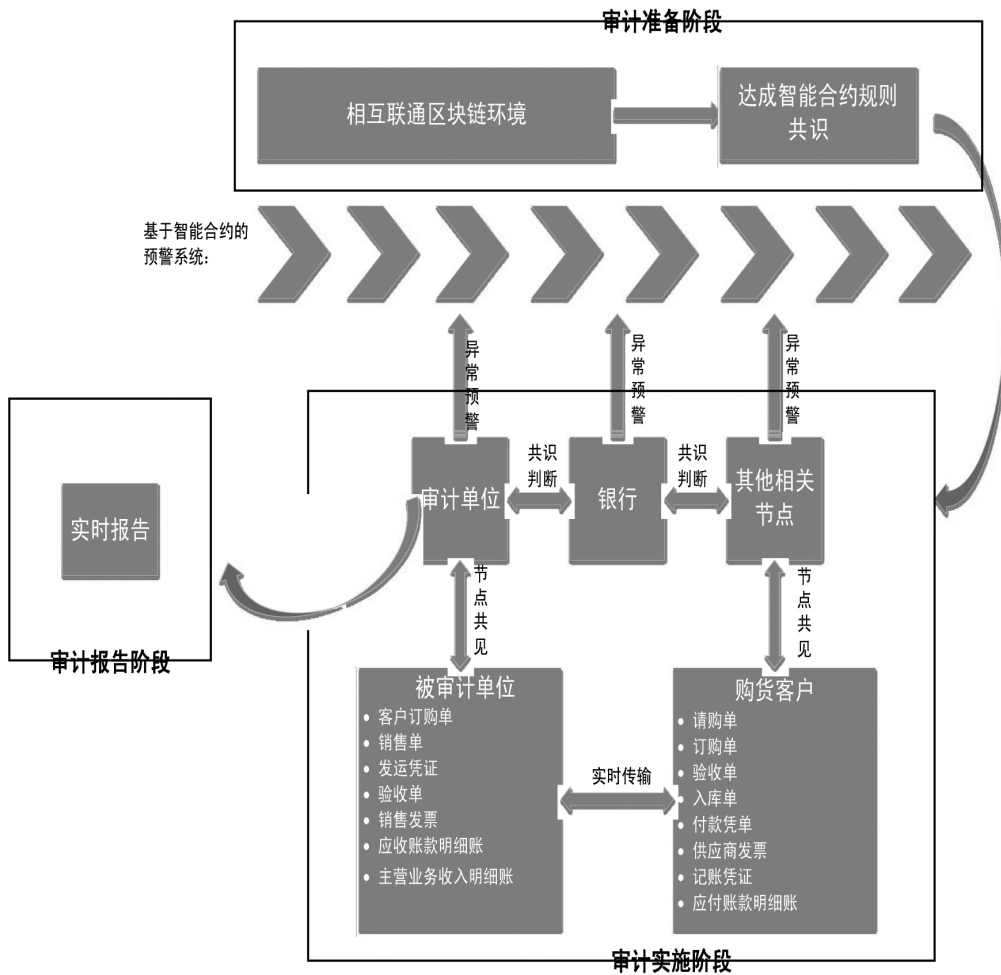 审计准备阶段
相互联通区块链环境
达成智能合约规则
共识
基于智能合约的
预警系统:
异常预警
异常预警
异常预警
审计单位
共识
判断
银行
共识
判断
其他相关
节点
实时报告
审计报告阶段
节点共见
节点共见
被审计单位
• 客户订购单
• 销售单
• 发运凭证
• 验收单
• 销售发票
• 应收账款明细账
• 主营业务收入明细账
实时传输
购货客户
• 请购单
• 订购单
• 验收单
• 入库单
• 付款凭单
• 供应商发票
• 记账凭证
• 应付账款明细账
审计实施阶段